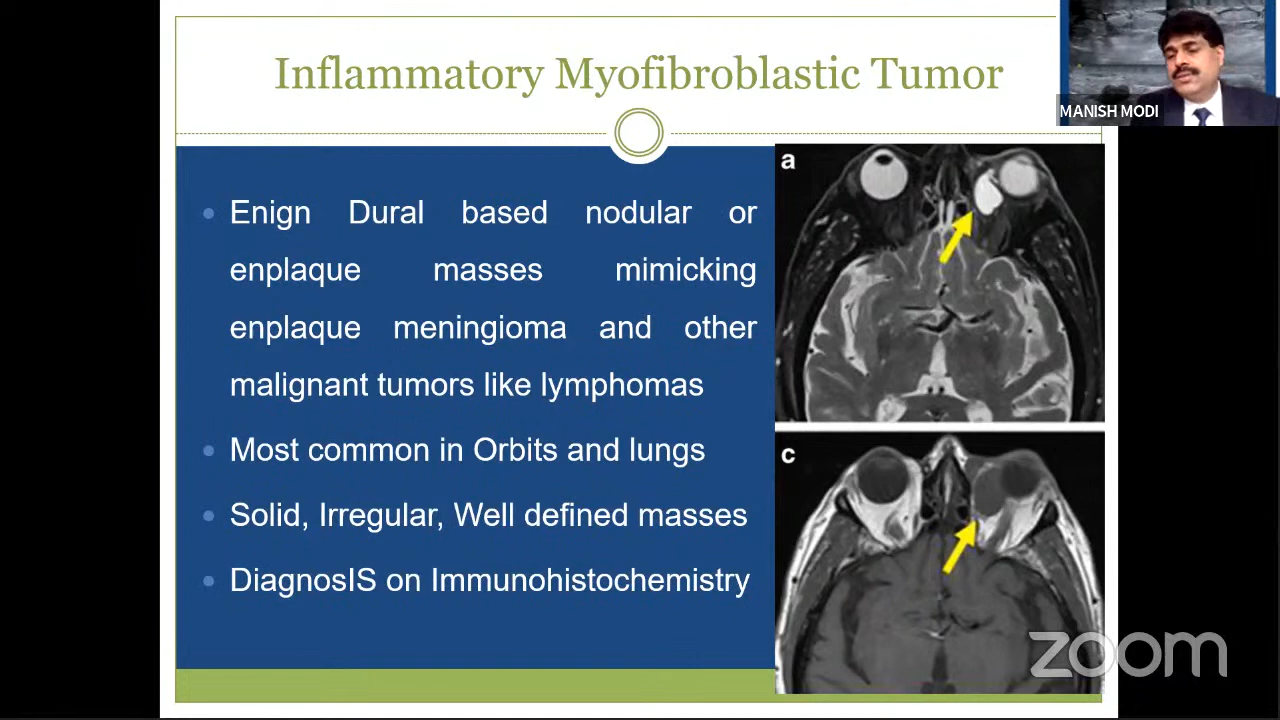 Inflammatory Myofibroblastic Tumor
MANISH MODI
Enign Dural based nodular or
enplaque masses mimicking
enplaque meningioma and other
malignant tumors like lymphomas
Most common in Orbits and lungs
Solid, Irregular, Well defined masses
DiagnosIS on Immunohistochemistry
a
c
zoom